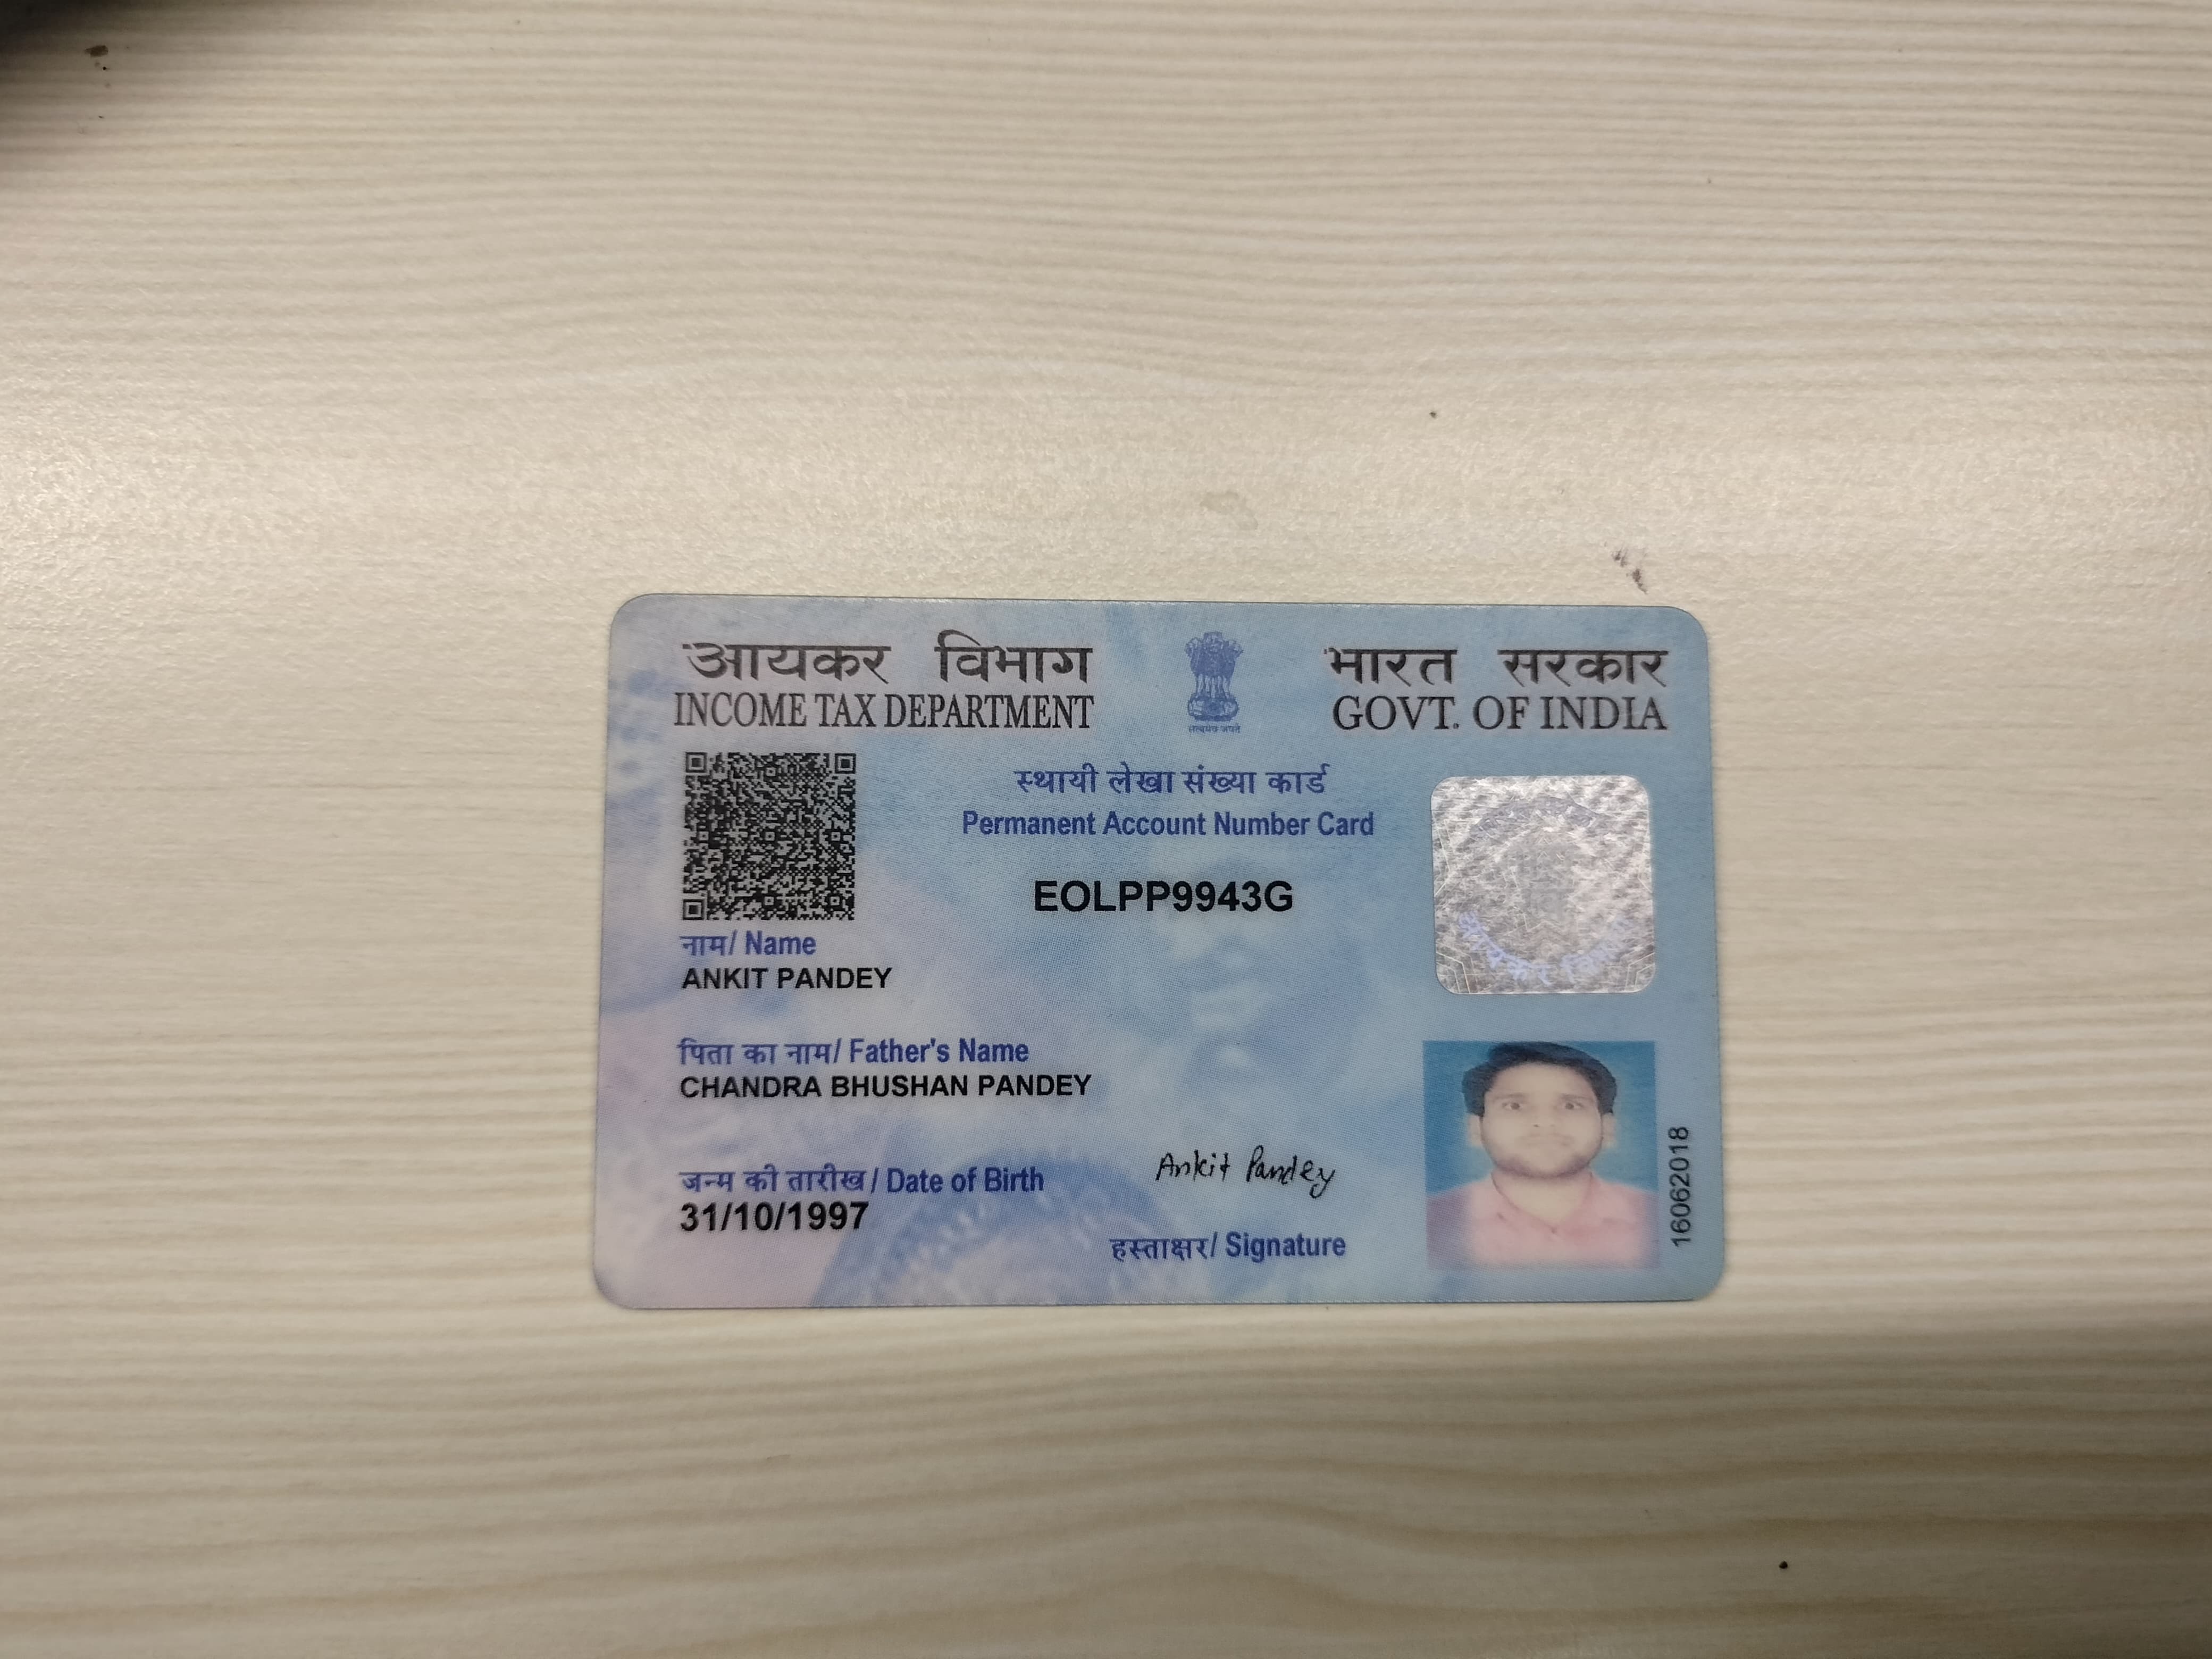 आयकर विभाग
INCOME TAX DEPARTMENT
सत्यमेव जयते
भारत सरकार
GOVT. OF INDIA
स्थायी लेखा संख्या कार्ड
Permanent Account Number Card
EOLPP9943G
नाम/ Name
ANKIT PANDEY
पिता का नाम/ Father's Name
CHANDRA BHUSHAN PANDEY
जन्म की तारीख/ Date of Birth
31/10/1997
Ankit Pandey
हस्ताक्षर/ Signature
16062018